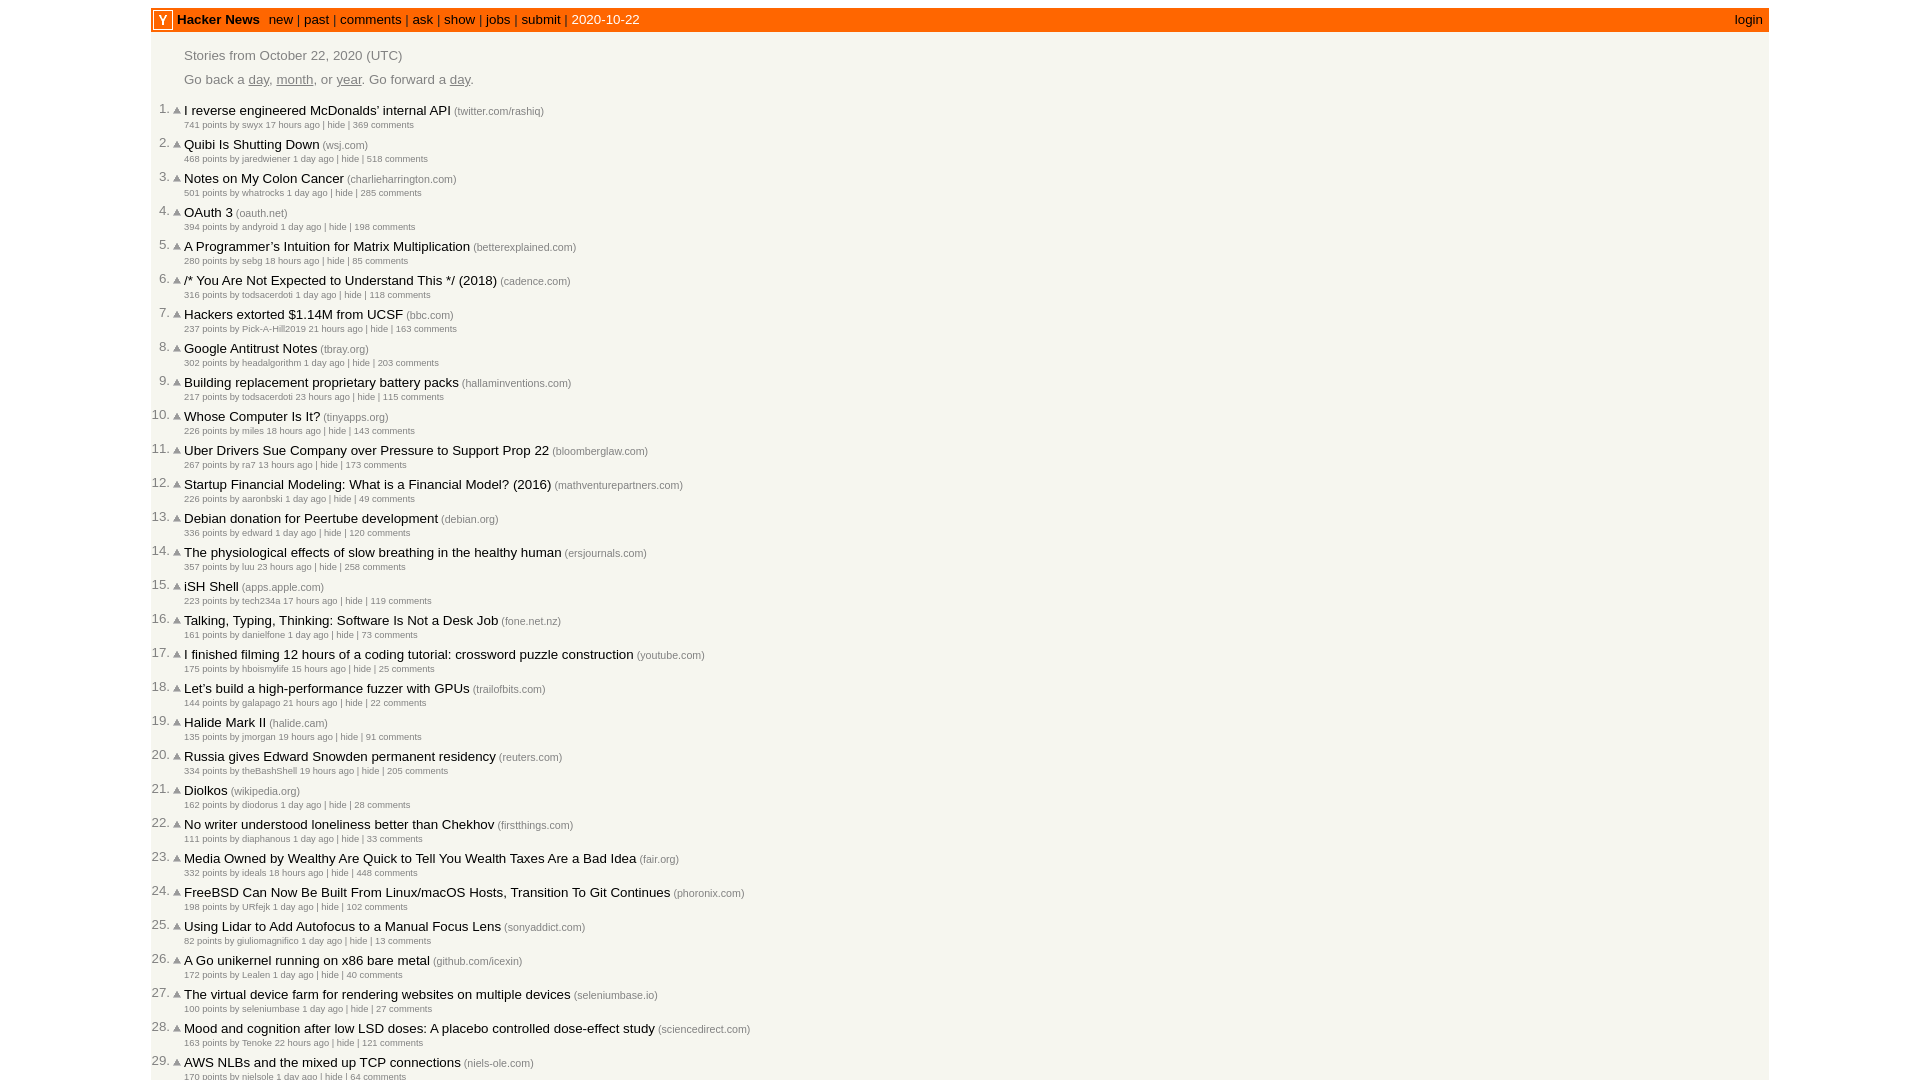 Y Hacker News new | past | comments | ask | show | jobs | submit | 2020-10-22 login
Stories from October 22, 2020 (UTC)
Go back a day, month, or year. Go forward a day.
1. I reverse engineered McDonalds' internal API (twitter.com/rashiq)
741 points by swyx 17 hours ago | hide | 369 comments
2. Quibi Is Shutting Down (wsj.com)
468 points by jaredwiener 1 day ago | hide | 518 comments
3. Notes on My Colon Cancer (charlieharrington.com)
501 points by whatrocks 1 day ago | hide | 285 comments
4. OAuth 3 (oauth.net)
394 points by andyroid 1 day ago | hide | 198 comments
5. A Programmer’s Intuition for Matrix Multiplication (betterexplained.com)
280 points by sebg 18 hours ago | hide | 85 comments
6. /* You Are Not Expected to Understand This */ (2018) (cadence.com)
316 points by todsacerdoti 1 day ago | hide | 118 comments
7. Hackers extorted $1.14M from UCSF (bbc.com)
237 points by Pick-A-Hill2019 21 hours ago | hide | 163 comments
8. Google Antitrust Notes (tbray.org)
302 points by headalgorithm 1 day ago | hide | 203 comments
9. Building replacement proprietary battery packs (hallaminventions.com)
217 points by todsacerdoti 23 hours ago | hide | 115 comments
10. Whose Computer Is It? (tinyapps.org)
226 points by miles 18 hours ago | hide | 143 comments
11. Uber Drivers Sue Company over Pressure to Support Prop 22 (bloomberglaw.com)
267 points by ra7 13 hours ago | hide | 173 comments
12. Startup Financial Modeling: What is a Financial Model? (2016) (mathventurepartners.com)
226 points by aaronbski 1 day ago | hide | 49 comments
13. Debian donation for Peertube development (debian.org)
336 points by edward 1 day ago | hide | 120 comments
14. The physiological effects of slow breathing in the healthy human (ersjournals.com)
357 points by luu 23 hours ago | hide | 258 comments
15. iSH Shell (apps.apple.com)
223 points by tech234a 17 hours ago | hide | 119 comments
16. Talking, Typing, Thinking: Software Is Not a Desk Job (fone.net.nz)
161 points by danielfone 1 day ago | hide | 73 comments
17. I finished filming 12 hours of a coding tutorial: crossword puzzle construction (youtube.com)
175 points by hboismylife 15 hours ago | hide | 25 comments
18. Let’s build a high-performance fuzzer with GPUs (trailofbits.com)
144 points by galapago 21 hours ago | hide | 22 comments
19. Halide Mark II (halide.cam)
135 points by jmorgan 19 hours ago | hide | 91 comments
20. Russia gives Edward Snowden permanent residency (reuters.com)
334 points by theBashShell 19 hours ago | hide | 205 comments
21. Diolkos (wikipedia.org)
162 points by diodorus 1 day ago | hide | 28 comments
22. No writer understood loneliness better than Chekhov (firstthings.com)
111 points by diaphanous 1 day ago | hide | 33 comments
23. Media Owned by Wealthy Are Quick to Tell You Wealth Taxes Are a Bad Idea (fair.org)
332 points by ideals 18 hours ago | hide | 448 comments
24. FreeBSD Can Now Be Built From Linux/macOS Hosts, Transition To Git Continues (phoronix.com)
198 points by URfejk 1 day ago | hide | 102 comments
25. Using Lidar to Add Autofocus to a Manual Focus Lens (sonyaddict.com)
82 points by giuliomagnifico 1 day ago | hide | 13 comments
26. A Go unikernel running on x86 bare metal (github.com/icexin)
172 points by Lealen 1 day ago | hide | 40 comments
27. The virtual device farm for rendering websites on multiple devices (seleniumbase.io)
100 points by seleniumbase 1 day ago | hide | 27 comments
28. Mood and cognition after low LSD doses: A placebo controlled dose-effect study (sciencedirect.com)
163 points by Tenoke 22 hours ago | hide | 121 comments
29. AWS NLBs and the mixed up TCP connections (niels-ole.com)
170 points by nielsole 1 day ago | hide | 64 comments